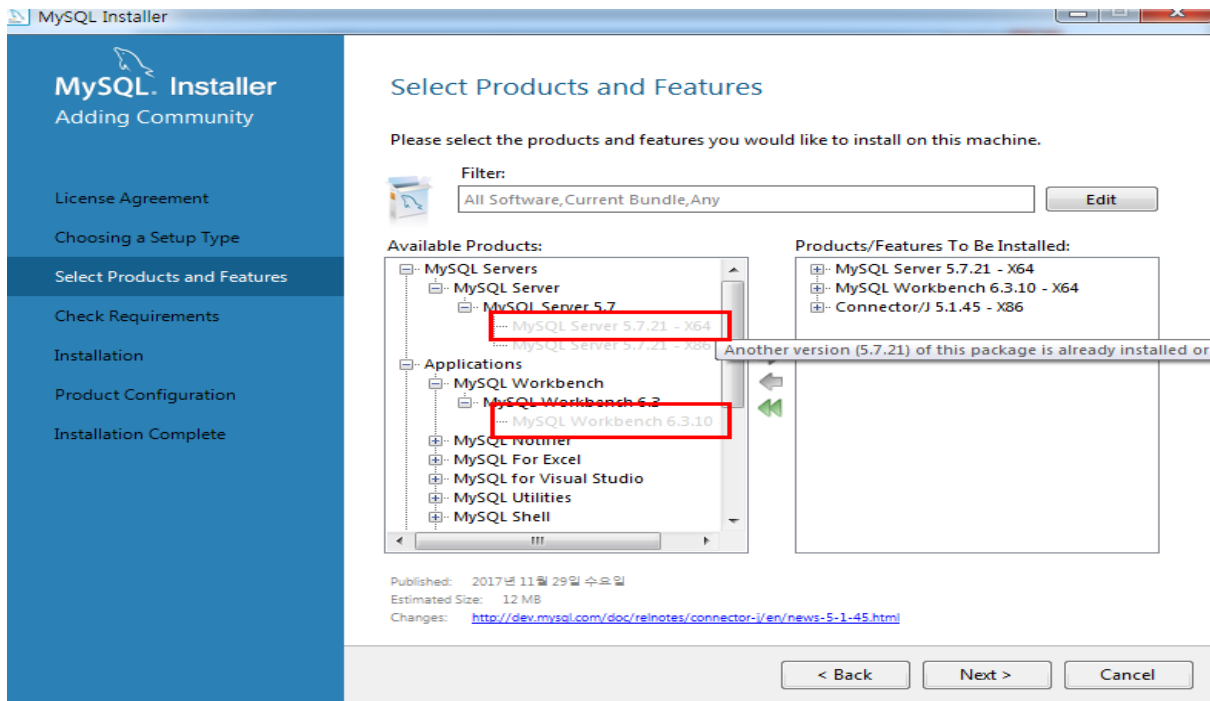 MySQL Installer
MySQL. Installer
Adding Community
License Agreement
Choosing a Setup Type
Select Products and Features
Check Requirements
Installation
Product Configuration
Installation Complete
Select Products and Features
Please select the products and features you would like to install on this machine.
Filter:
All Software,Current Bundle,Any
Edit
Available Products:
MySQL Servers
MySQL Server
MySQL Server 5.7
MySQL Server 5.7.21 - X64
MySQL Server 5.7.21 - X86
Applications
MySQL Workbench
MySQL Workbench 6.3
MySQL Workbench 6.3.10
MySQL Notifier
MySQL For Excel
MySQL for Visual Studio
MySQL Utilities
MySQL Shell
Products/Features To Be Installed:
MySQL Server 5.7.21 - X64
MySQL Workbench 6.3.10 - X64
Connector/J 5.1.45 - X86
Another version (5.7.21) of this package is already installed or
Published: 2017년 11월 29일 수요일
Estimated Size: 12 MB
Changes: http://dev.mysql.com/doc/relnotes/connector-j/en/news-5-1-45.html
< Back
Next >
Cancel